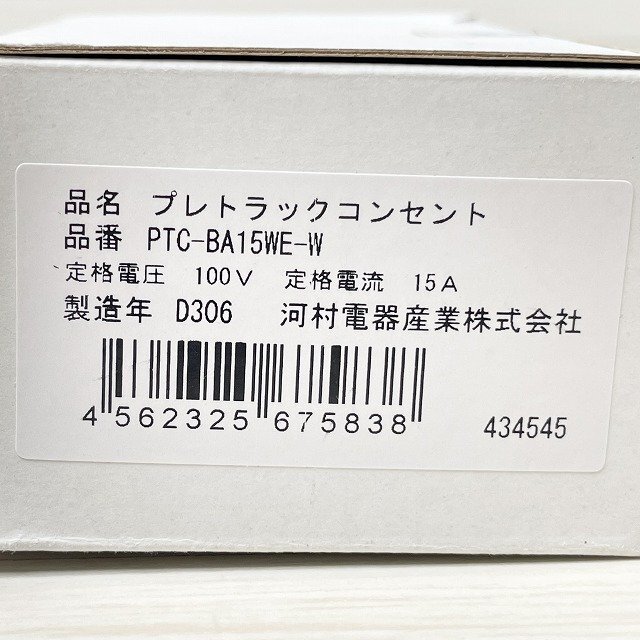 品名 プレトラックコンセント
品番 PTC-BA15WE-W
定格電圧 100V 定格電流 15A
製造年 D306 河村電器産業株式会社
4 562325 675838 434545